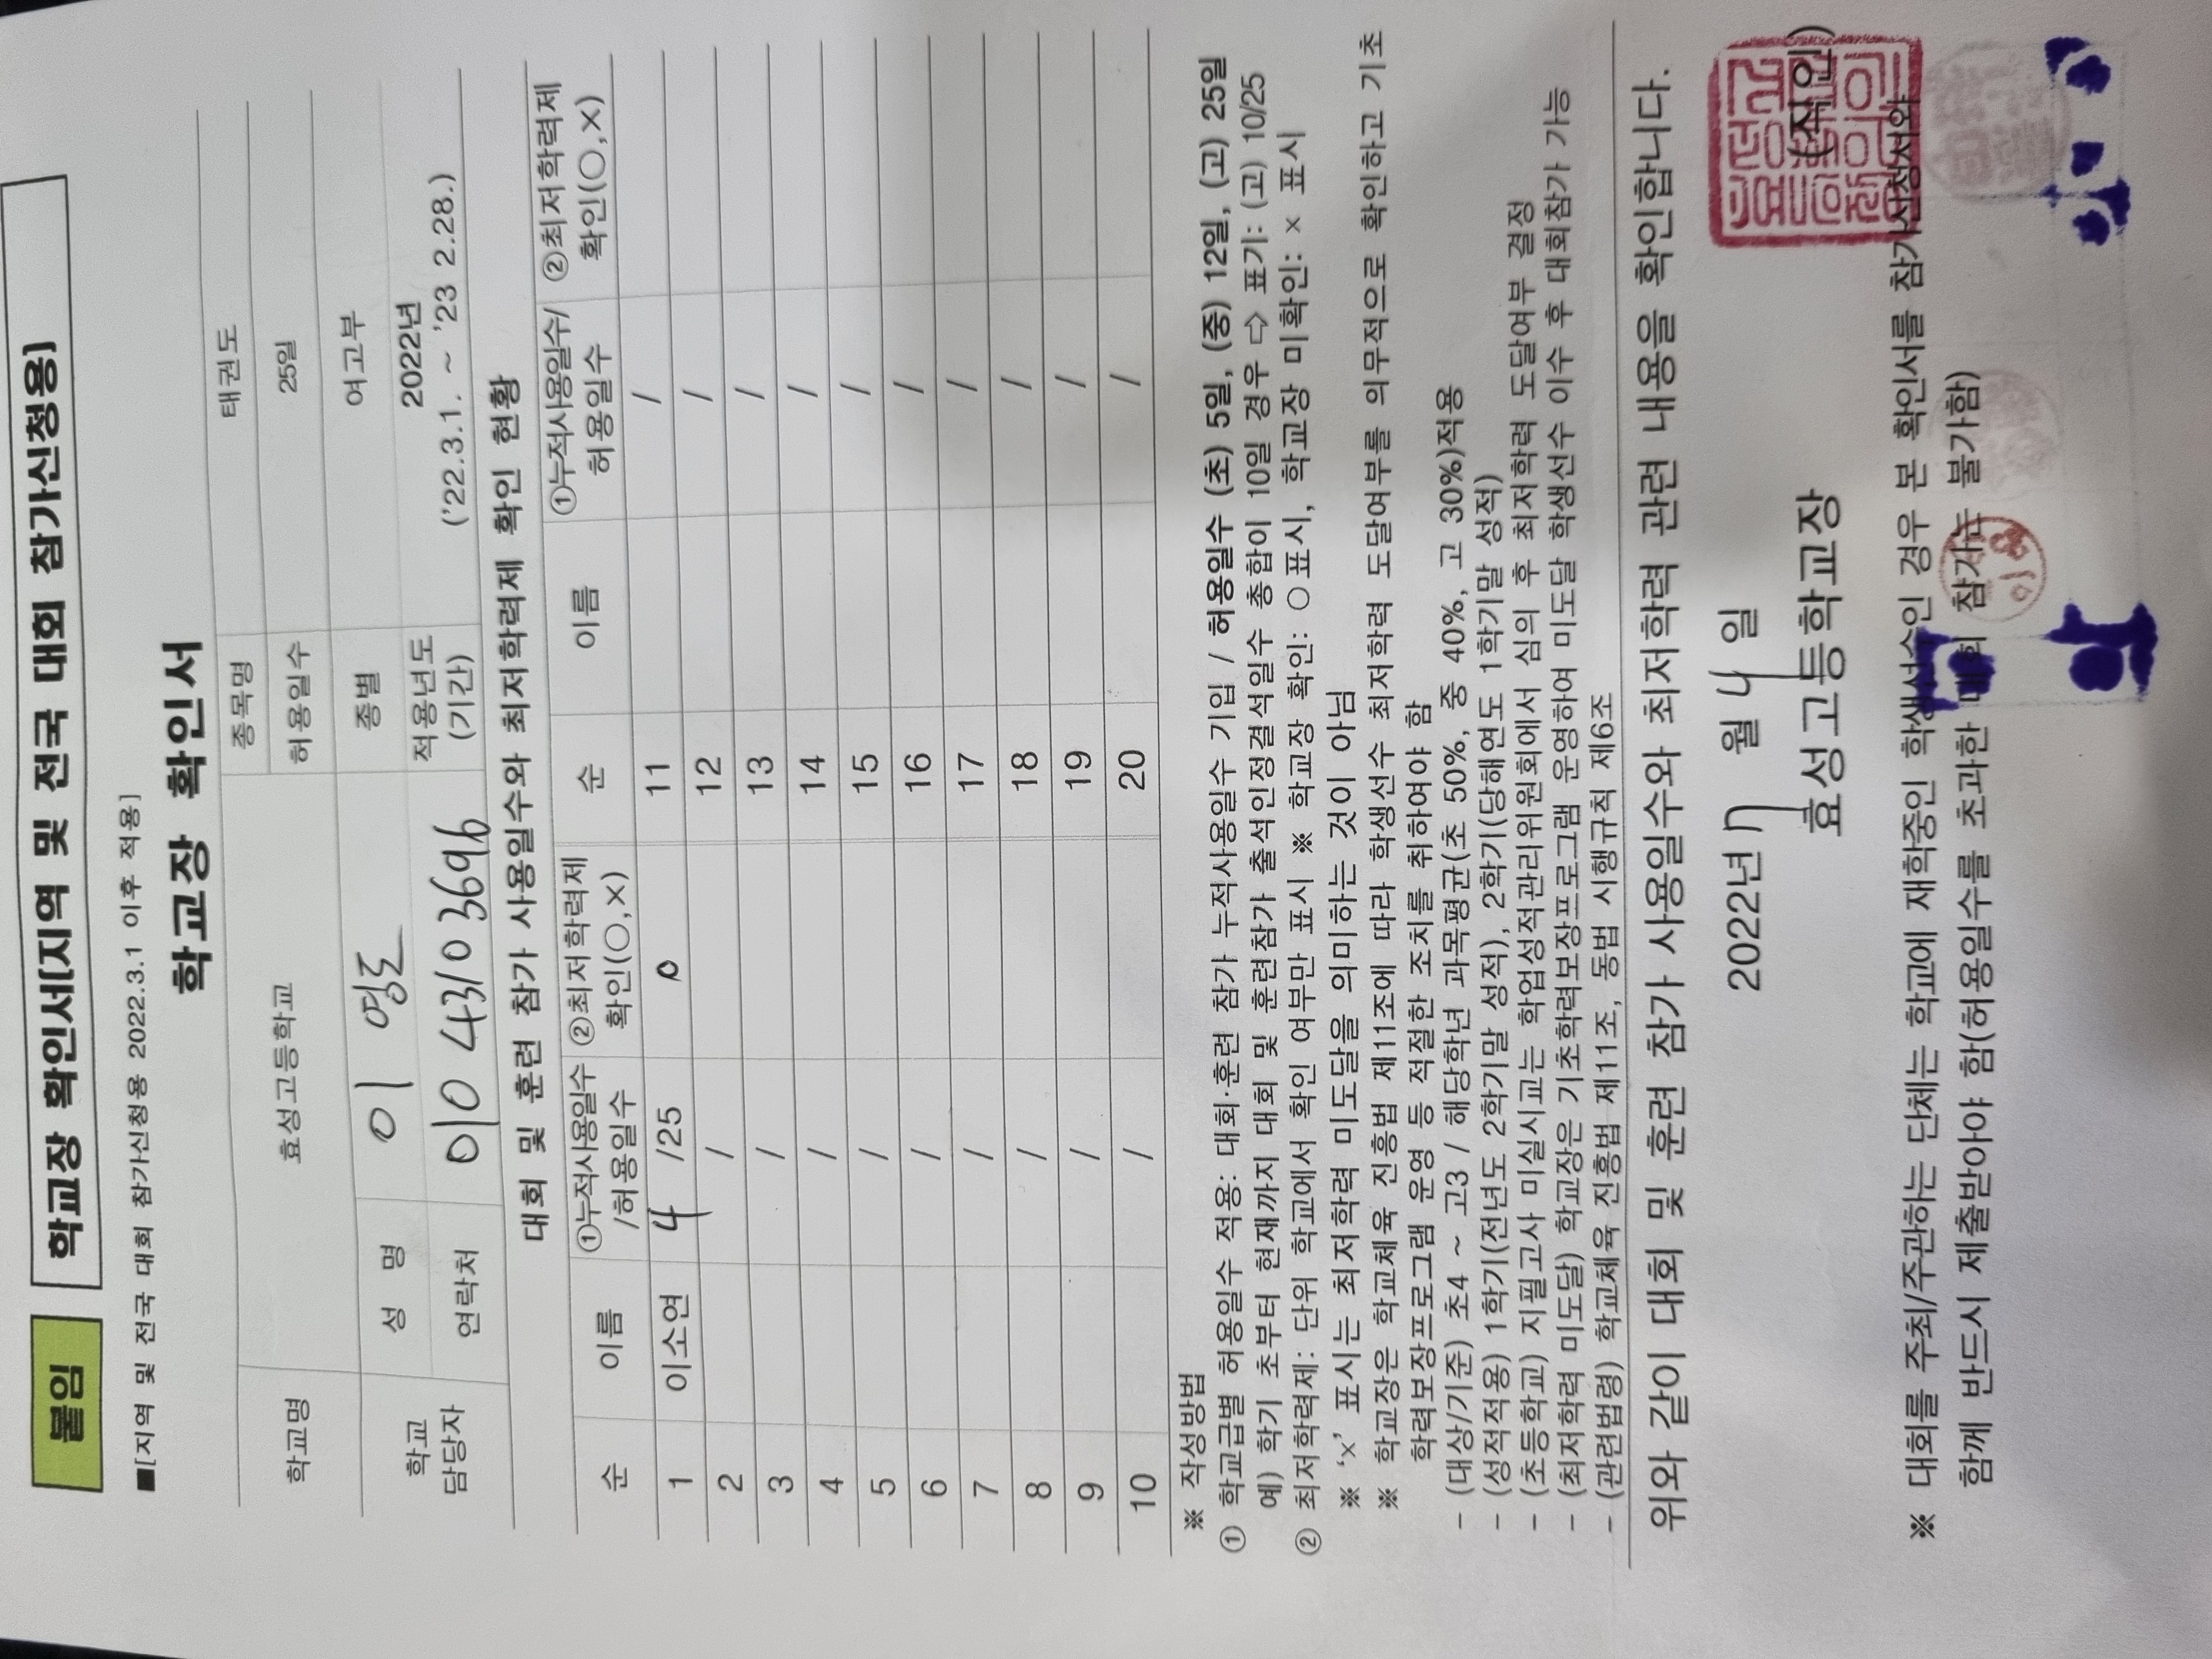 붙임 학교장 확인서[지역 및 전국 대회 참가신청용]
■[지역 및 전국 대회 참가신청용 2022.3.1 이후 적용]
학교장 확인서
학교명 효성고등학교 종목명 태권도
허용일수 25일
학교 담당자 성 명 이 영도 종별 여고부
연락처 010 4310 3696 적용년도 (기간) 2022년 ('22.3.1. ~ '23 2.28.)
대회 및 훈련 참가 사용일수와 최저학력제 확인 현황
순 이름 ①누적사용일수/허용일수 ②최저학력제 확인(○,×) 순 이름 ①누적사용일수/허용일수 ②최저학력제 확인(○,×)
1 이소연 4 /25 o 11 /
2 / 12 /
3 / 13 /
4 / 14 /
5 / 15 /
6 / 16 /
7 / 17 /
8 / 18 /
9 / 19 /
10 / 20 /
※ 작성방법
① 학교급별 허용일수 적용: 대회·훈련 참가 누적사용일수 기입 / 허용일수 (초) 5일, (중) 12일, (고) 25일
예) 학기 초부터 현재까지 대회 및 훈련참가 출석인정결석일수 총합이 10일 경우 ⇨ 표기: (고) 10/25
② 최저학력제: 단위 학교에서 확인 여부만 표시 ※ 학교장 확인: ○표시, 학교장 미확인: × 표시
※ '×' 표시는 최저학력 미도달을 의미하는 것이 아님
※ 학교장은 학교체육 진흥법 제11조에 따라 학생선수 최저학력 도달여부를 의무적으로 확인하고 기초
학력보장프로그램 운영 등 적절한 조치를 취하여야 함
- (대상/기준) 초4 ~ 고3 / 해당학년 과목평균(초 50%, 중 40%, 고 30%)적용
- (성적적용) 1학기(전년도 2학기말 성적), 2학기(당해연도 1학기말 성적)
- (초등학교) 지필고사 미실시교는 학업성적관리위원회에서 심의 후 최저학력 도달여부 결정
- (최저학력 미도달) 학교장은 기초학력보장프로그램 운영하여 미도달 학생선수 이수 후 대회참가 가능
- (관련법령) 학교체육 진흥법 제11조, 동법 시행규칙 제6조
위와 같이 대회 및 훈련 참가 사용일수와 최저학력 관련 내용을 확인합니다.
2022년 7 월 4 일
효성고등학교장 (직인)
※ 대회를 주최/주관하는 단체는 학교에 재학중인 학생선수인 경우 본 확인서를 참가신청서와
함께 반드시 제출받아야 함(허용일수를 초과한 대회 참가는 불가함)